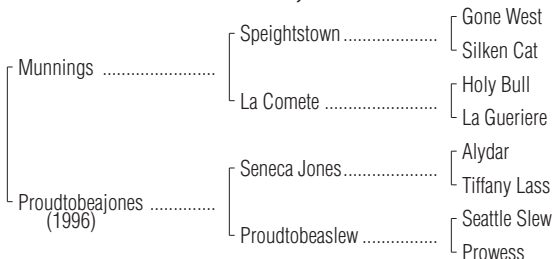 Gone West
Speightstown ....................
Silken Cat
Munnings ........................
Holy Bull
La Comete ........................
La Gueriere
Alydar
Seneca Jones ....................
Tiffany Lass
Proudtobeajones ..............
(1996)
Seattle Slew
Proudtobeaslew ................
Prowess